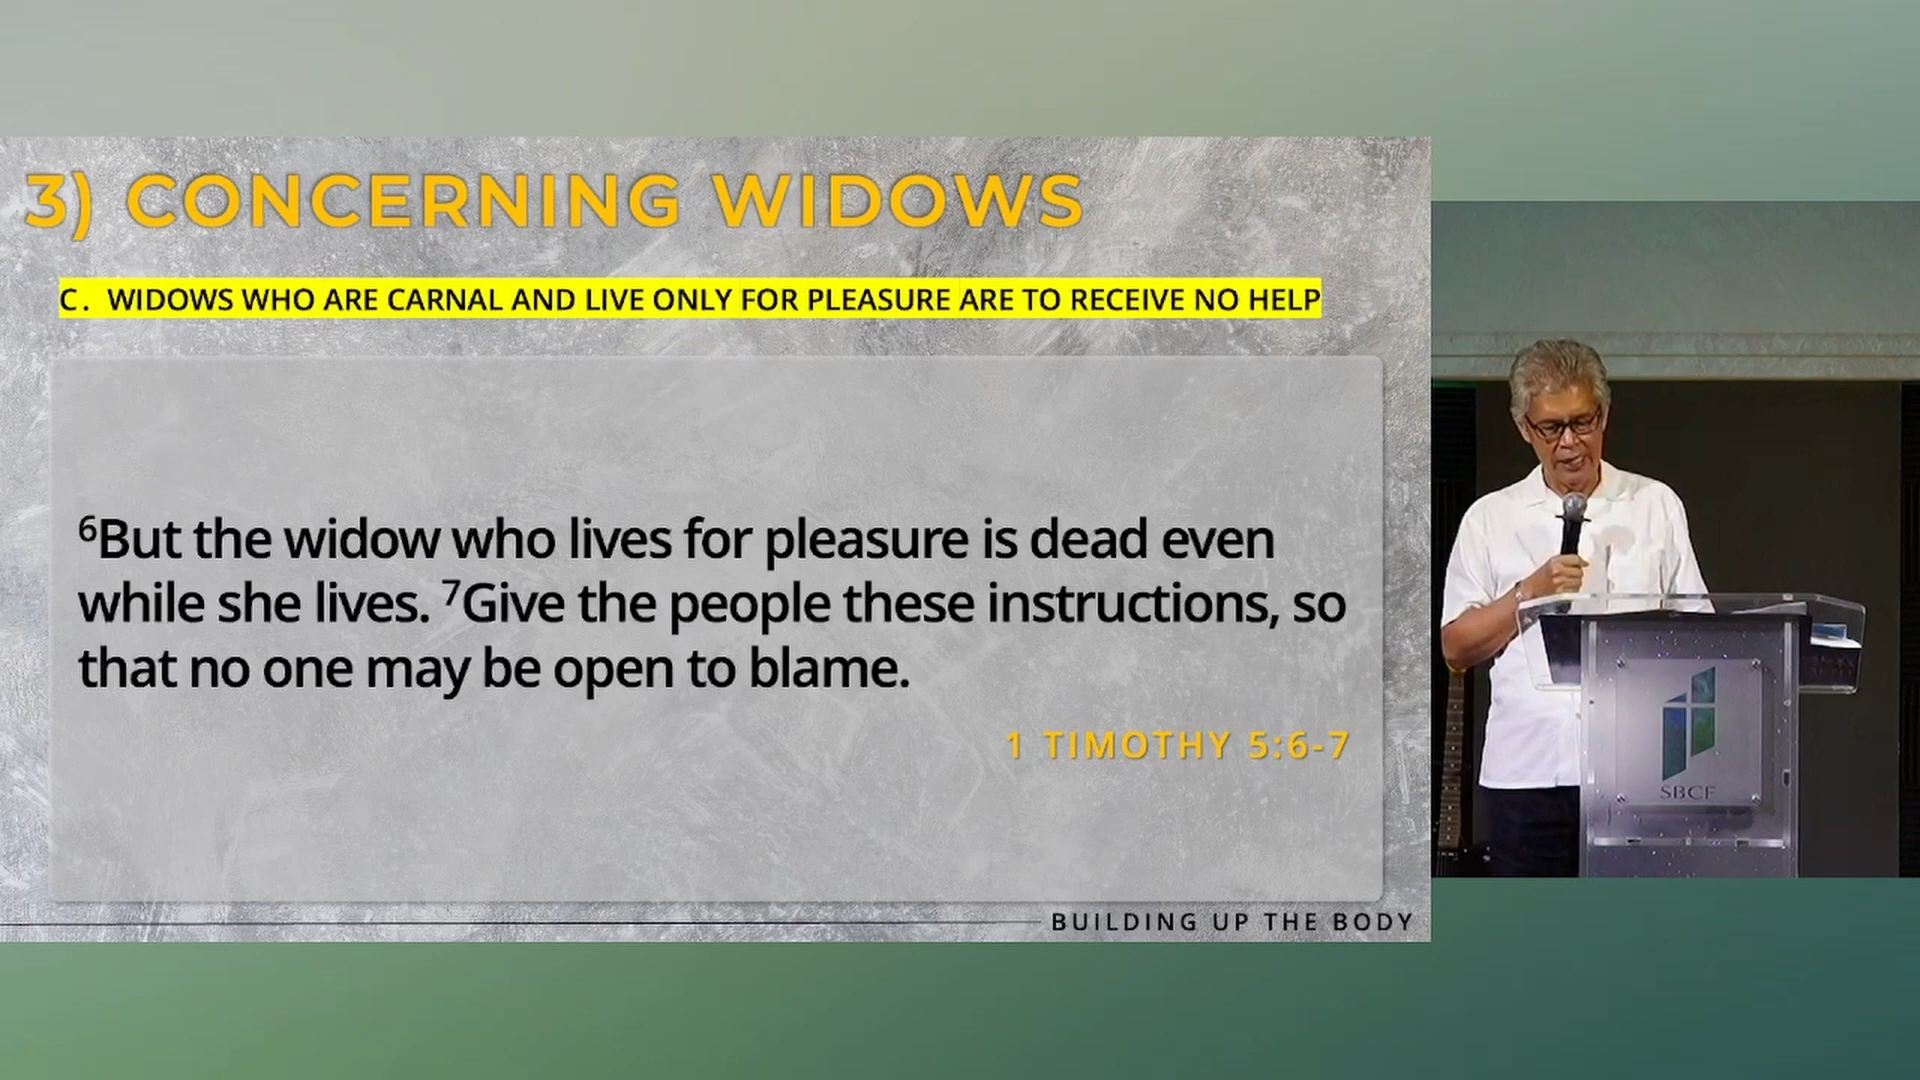 3) CONCERNING WIDOWS
C. WIDOWS WHO ARE CARNAL AND LIVE ONLY FOR PLEASURE ARE TO RECEIVE NO HELP
⁶But the widow who lives for pleasure is dead even
while she lives. ⁷Give the people these instructions, so
that no one may be open to blame.
1 TIMOTHY 5:6-7
BUILDING UP THE BODY
SBCF